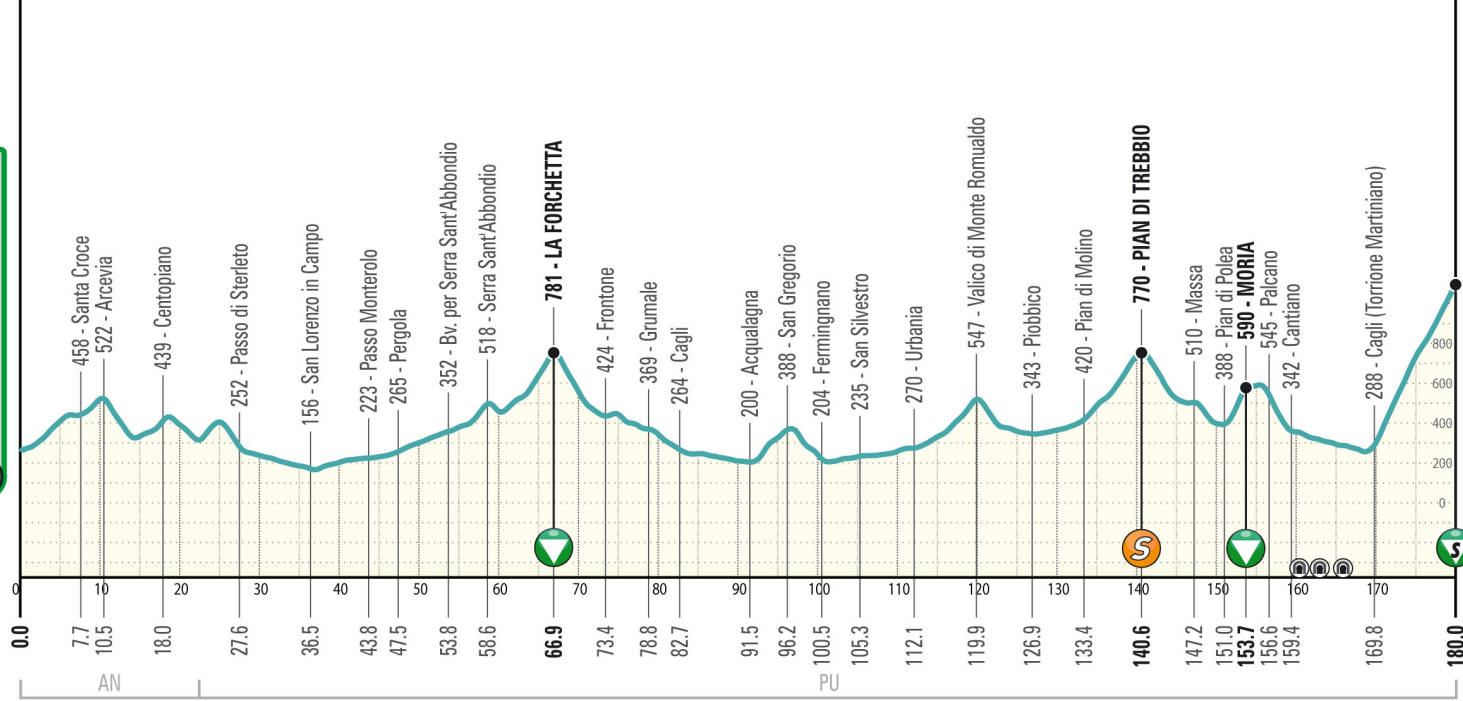 458 - Santa Croce
522 - Arcevia
439 - Centopiano
252 - Passo di Sterleto
156 - San Lorenzo in Campo
223 - Passo Monterolo
265 - Pergola
352 - Bv. per Serra Sant'Abbondio
518 - Serra Sant'Abbondio
781 - LA FORCHETTA
424 - Frontone
369 - Grumale
264 - Cagli
200 - Acqualagna
388 - San Gregorio
204 - Fermingnano
235 - San Silvestro
270 - Urbania
547 - Valico di Monte Romualdo
343 - Piobbico
420 - Pian di Molino
770 - PIAN DI TREBBIO
510 - Massa
388 - Pian di Polea
590 - MORIA
545 - Palcano
342 - Cantiano
288 - Cagli (Torrione Martiniano)
800
600
400
200
0
S
S
0 10 20 30 40 50 60 70 80 90 100 110 120 130 140 150 160 170
0.0 7.7 10.5 18.0 27.6 36.5 43.8 47.5 53.8 58.6 66.9 73.4 78.8 82.7 91.5 96.2 100.5 105.3 112.1 119.9 126.9 133.4 140.6 147.2 151.0 153.7 156.6 159.4 169.8 180.0
AN PU